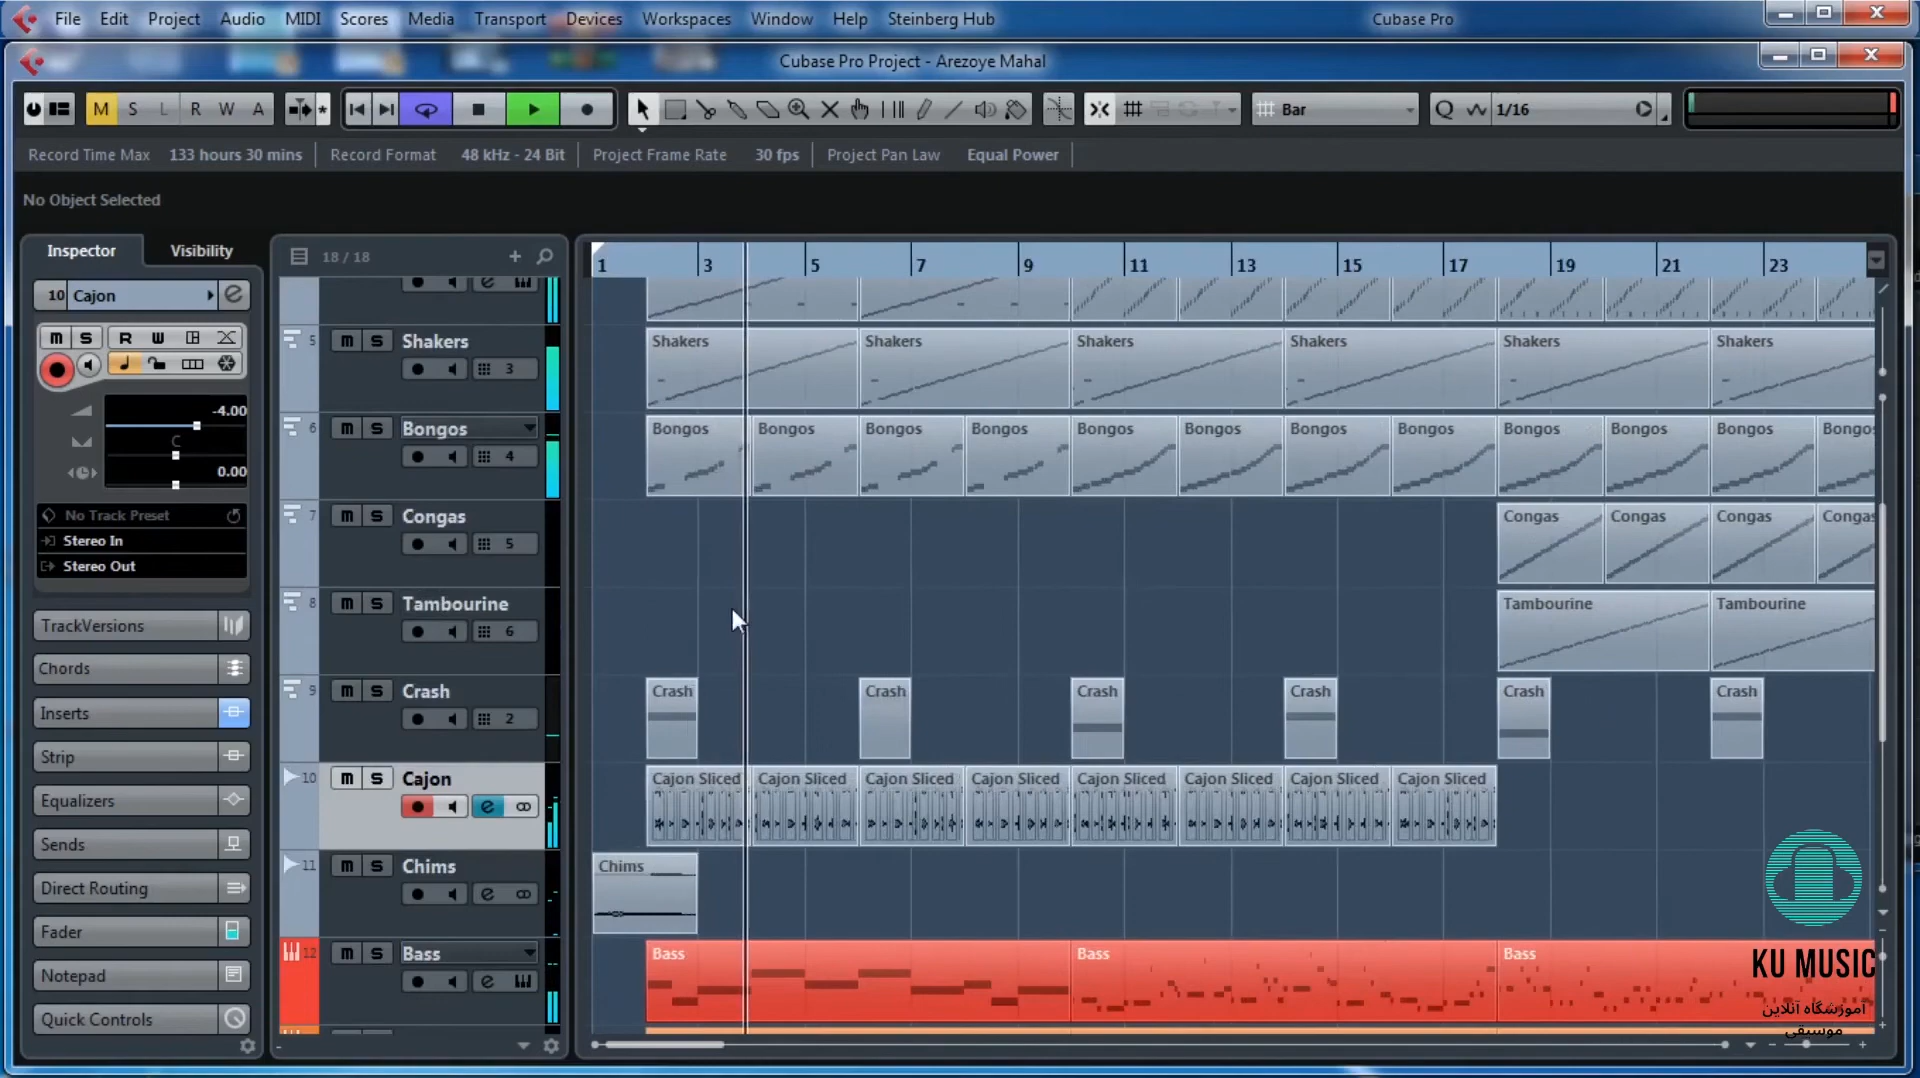 File Edit Project Audio MIDI Scores Media Transport Devices Workspaces Window Help Steinberg Hub Cubase Pro
Cubase Pro Project - Arezoye Mahal
M S L R W A Bar Q 1/16
Record Time Max 133 hours 30 mins Record Format 48 kHz - 24 Bit Project Frame Rate 30 fps Project Pan Law Equal Power
No Object Selected
Inspector Visibility
18 / 18
1 3 5 7 9 11 13 15 17 19 21 23
10 Cajon
m S R W
-4.00
C
0.00
No Track Preset
Stereo In
Stereo Out
TrackVersions
Chords
Inserts
Strip
Equalizers
Sends
Direct Routing
Fader
Notepad
Quick Controls
5 m S Shakers
3
6 m S Bongos
4
7 m S Congas
5
8 m S Tambourine
6
9 m S Crash
2
10 m S Cajon
11 m S Chims
12 m S Bass
Shakers Shakers Shakers Shakers Shakers Shakers
Bongos Bongos Bongos Bongos Bongos Bongos Bongos Bongos Bongos Bongos Bongos Bongos
Congas Congas Congas Congas
Tambourine Tambourine
Crash Crash Crash Crash Crash Crash
Cajon Sliced Cajon Sliced Cajon Sliced Cajon Sliced Cajon Sliced Cajon Sliced Cajon Sliced Cajon Sliced
Chims
Bass Bass Bass
KU MUSIC
آموزشگاه آنلاین
موسیقی